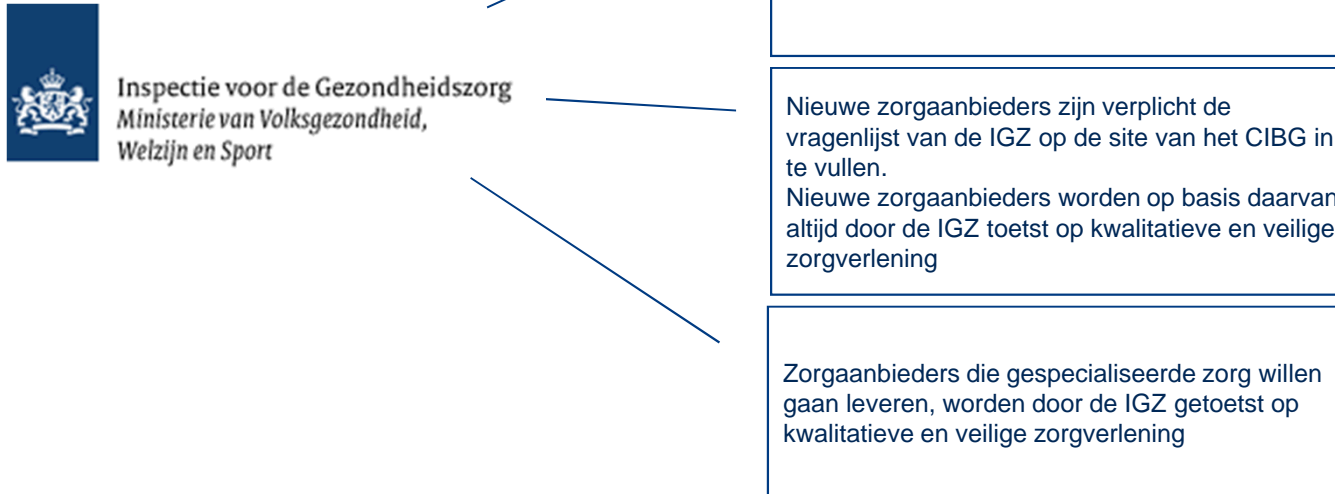 Inspectie voor de Gezondheidszorg
Ministerie van Volksgezondheid,
Welzijn en Sport
Nieuwe zorgaanbieders zijn verplicht de
vragenlijst van de IGZ op de site van het CIBG in
te vullen.
Nieuwe zorgaanbieders worden op basis daarvan
altijd door de IGZ toetst op kwalitatieve en veilige
zorgverlening
Zorgaanbieders die gespecialiseerde zorg willen
gaan leveren, worden door de IGZ getoetst op
kwalitatieve en veilige zorgverlening